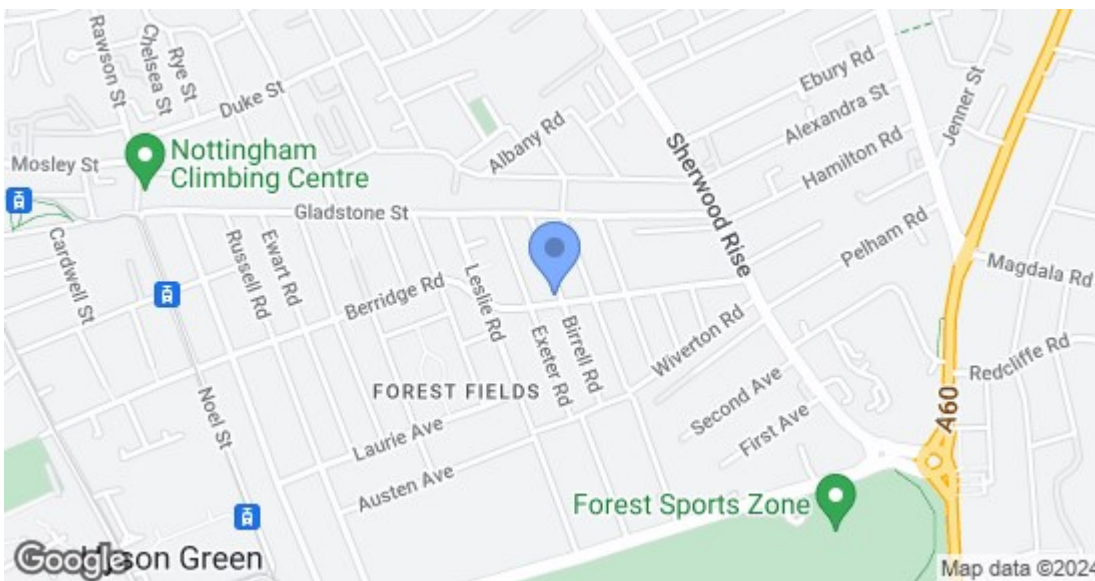 Rawson St
Chelsea St
Rye St
Duke St
Mosley St
Nottingham
Climbing Centre
Albany Rd
Sherwood Rise
Ebury Rd
Alexandra St
Hamilton Rd
Jenner St
Gladstone St
Pelham Rd
Magdala Rd
Cardwell St
Russell Rd
Ewart Rd
Berridge Rd
Leslie Rd
Exeter Rd
Birrell Rd
Wiverton Rd
Redcliffe Rd
FOREST FIELDS
Second Ave
First Ave
A60
Noel St
Laurie Ave
Austen Ave
Forest Sports Zone
Google
son Green
Map data ©2024